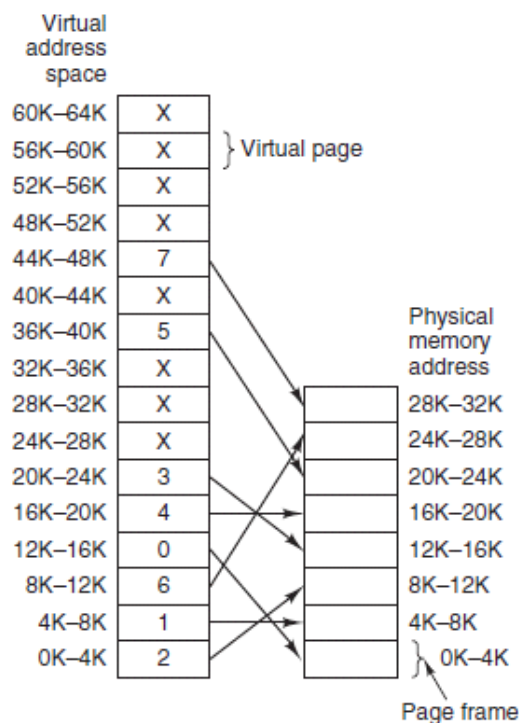 Virtual
address
space
60K–64K X
56K–60K X } Virtual page
52K–56K X
48K–52K X
44K–48K 7
40K–44K X
36K–40K 5
32K–36K X
28K–32K X
24K–28K X
20K–24K 3
16K–20K 4
12K–16K 0
8K–12K 6
4K–8K 1
0K–4K 2
Physical
memory
address
28K–32K
24K–28K
20K–24K
16K–20K
12K–16K
8K–12K
4K–8K
} 0K–4K
Page frame